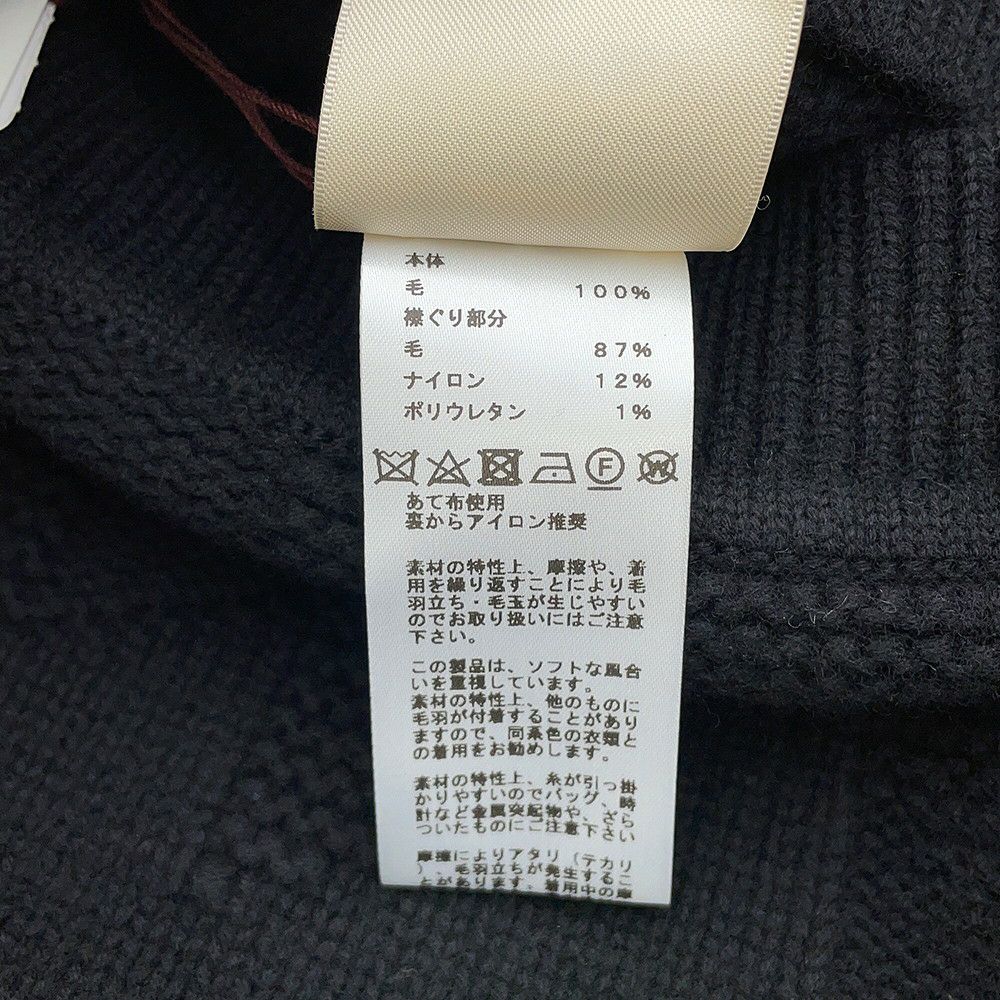 本体
毛 100%
襟ぐり部分
毛 87%
ナイロン 12%
ポリウレタン 1%
F W
あて布使用
裏からアイロン推奨
素材の特性上、摩擦や、着
用を繰り返すことにより毛
羽立ち・毛玉が生じやすい
のでお取り扱いにはご注意
下さい。
この製品は、ソフトな風合
いを重視しています。
素材の特性上、他のものに
毛羽が付着することがあり
ますので、同系色の衣類と
の着用をお勧めします。
素材の特性上、糸が引っ掛
かりやすいのでバッグ、時
計など金属突起物や、ざら
ついたものにご注意下さい
摩擦によりアタリ(テカリ
)、毛羽立ちが発生するこ
とがあります。着用中の摩